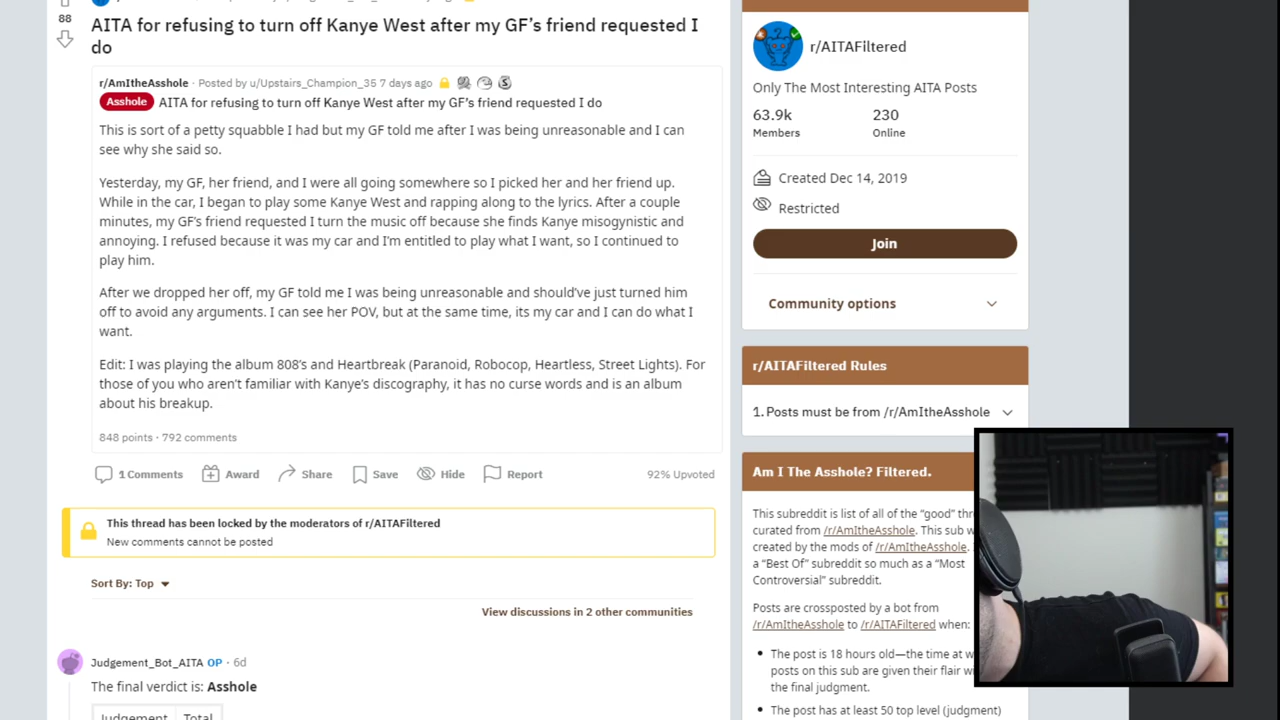 88
AITA for refusing to turn off Kanye West after my GF's friend requested I
do
r/AmItheAsshole · Posted by u/Upstairs_Champion_35 7 days ago
Asshole AITA for refusing to turn off Kanye West after my GF's friend requested I do
This is sort of a petty squabble I had but my GF told me after I was being unreasonable and I can
see why she said so.
Yesterday, my GF, her friend, and I were all going somewhere so I picked her and her friend up.
While in the car, I began to play some Kanye West and rapping along to the lyrics. After a couple
minutes, my GF's friend requested I turn the music off because she finds Kanye misogynistic and
annoying. I refused because it was my car and I'm entitled to play what I want, so I continued to
play him.
After we dropped her off, my GF told me I was being unreasonable and should've just turned him
off to avoid any arguments. I can see her POV, but at the same time, its my car and I can do what I
want.
Edit: I was playing the album 808's and Heartbreak (Paranoid, Robocop, Heartless, Street Lights). For
those of you who aren't familiar with Kanye's discography, it has no curse words and is an album
about his breakup.
848 points · 792 comments
1 Comments Award Share Save Hide Report 92% Upvoted
This thread has been locked by the moderators of r/AITAFiltered
New comments cannot be posted
Sort By: Top
View discussions in 2 other communities
Judgement_Bot_AITA OP · 6d
The final verdict is: Asshole
Judgement Total
r/AITAFiltered
Only The Most Interesting AITA Posts
63.9k 230
Members Online
Created Dec 14, 2019
Restricted
Join
Community options
r/AITAFiltered Rules
1. Posts must be from /r/AmItheAsshole
Am I The Asshole? Filtered.
This subreddit is list of all of the "good"
curated from /r/AmItheAsshole. This sub
created by the mods of /r/AmItheAsshole.
a "Best Of" subreddit so much as a "Most
Controversial" subreddit.
Posts are crossposted by a bot from
/r/AmItheAsshole to /r/AITAFiltered when:
The post is 18 hours old—the time at
posts on this sub are given their flair
the final judgment.
The post has at least 50 top level (judgment)